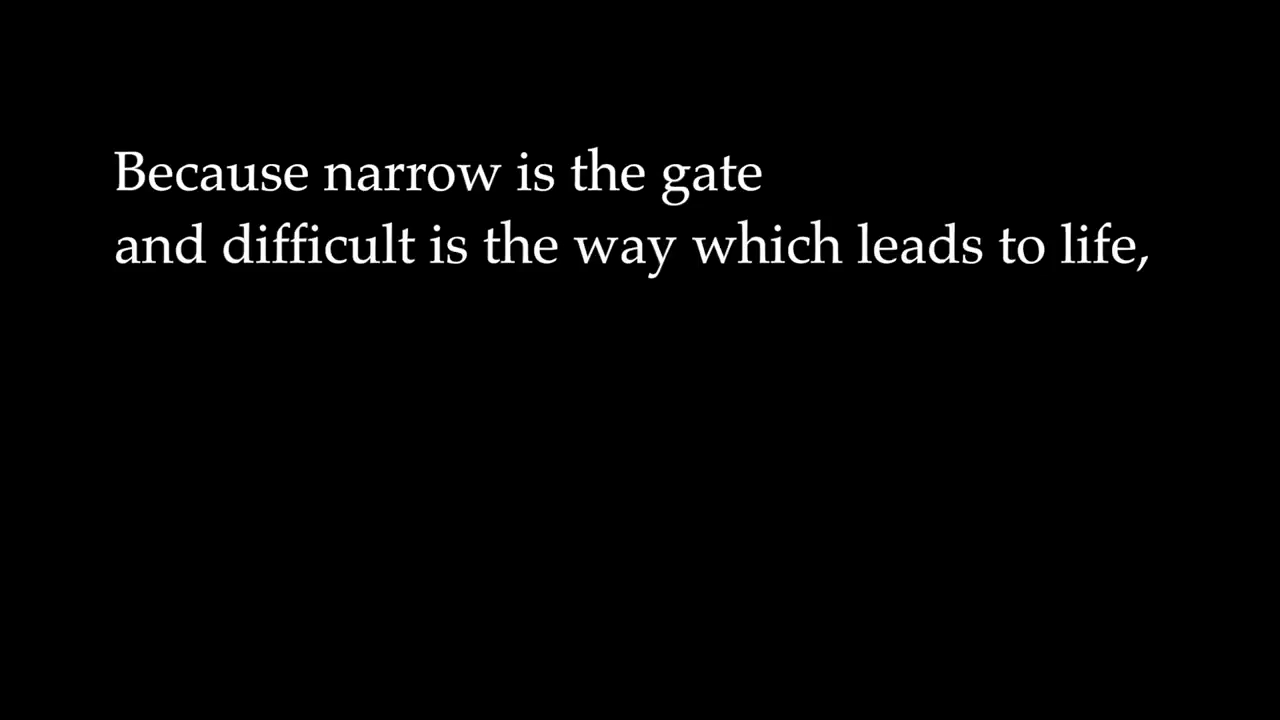 Because narrow is the gate
and difficult is the way which leads to life,